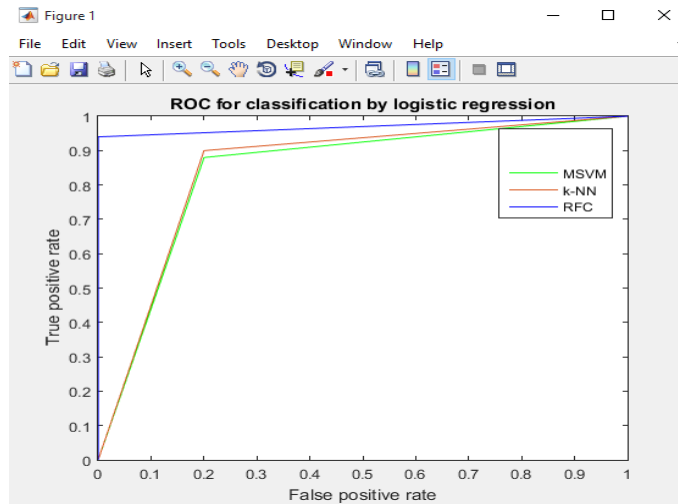 Figure 1
File Edit View Insert Tools Desktop Window Help
ROC for classification by logistic regression
1
0.9
0.8
0.7
0.6
0.5
0.4
0.3
0.2
0.1
0
True positive rate
MSVM
k-NN
RFC
0 0.1 0.2 0.3 0.4 0.5 0.6 0.7 0.8 0.9 1
False positive rate